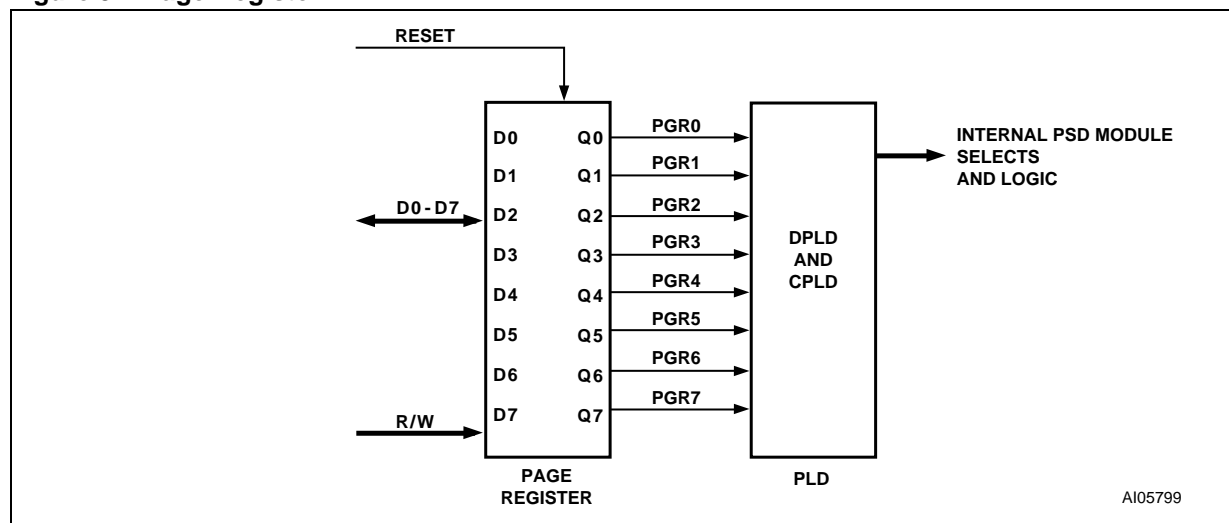 RESET
D0 Q0 PGR0
D1 Q1 PGR1
D0-D7 D2 Q2 PGR2
D3 Q3 PGR3
D4 Q4 PGR4
D5 Q5 PGR5
D6 Q6 PGR6
R/W D7 Q7 PGR7
PAGE
REGISTER
DPLD
AND
CPLD
PLD
INTERNAL PSD MODULE
SELECTS
AND LOGIC
AI05799